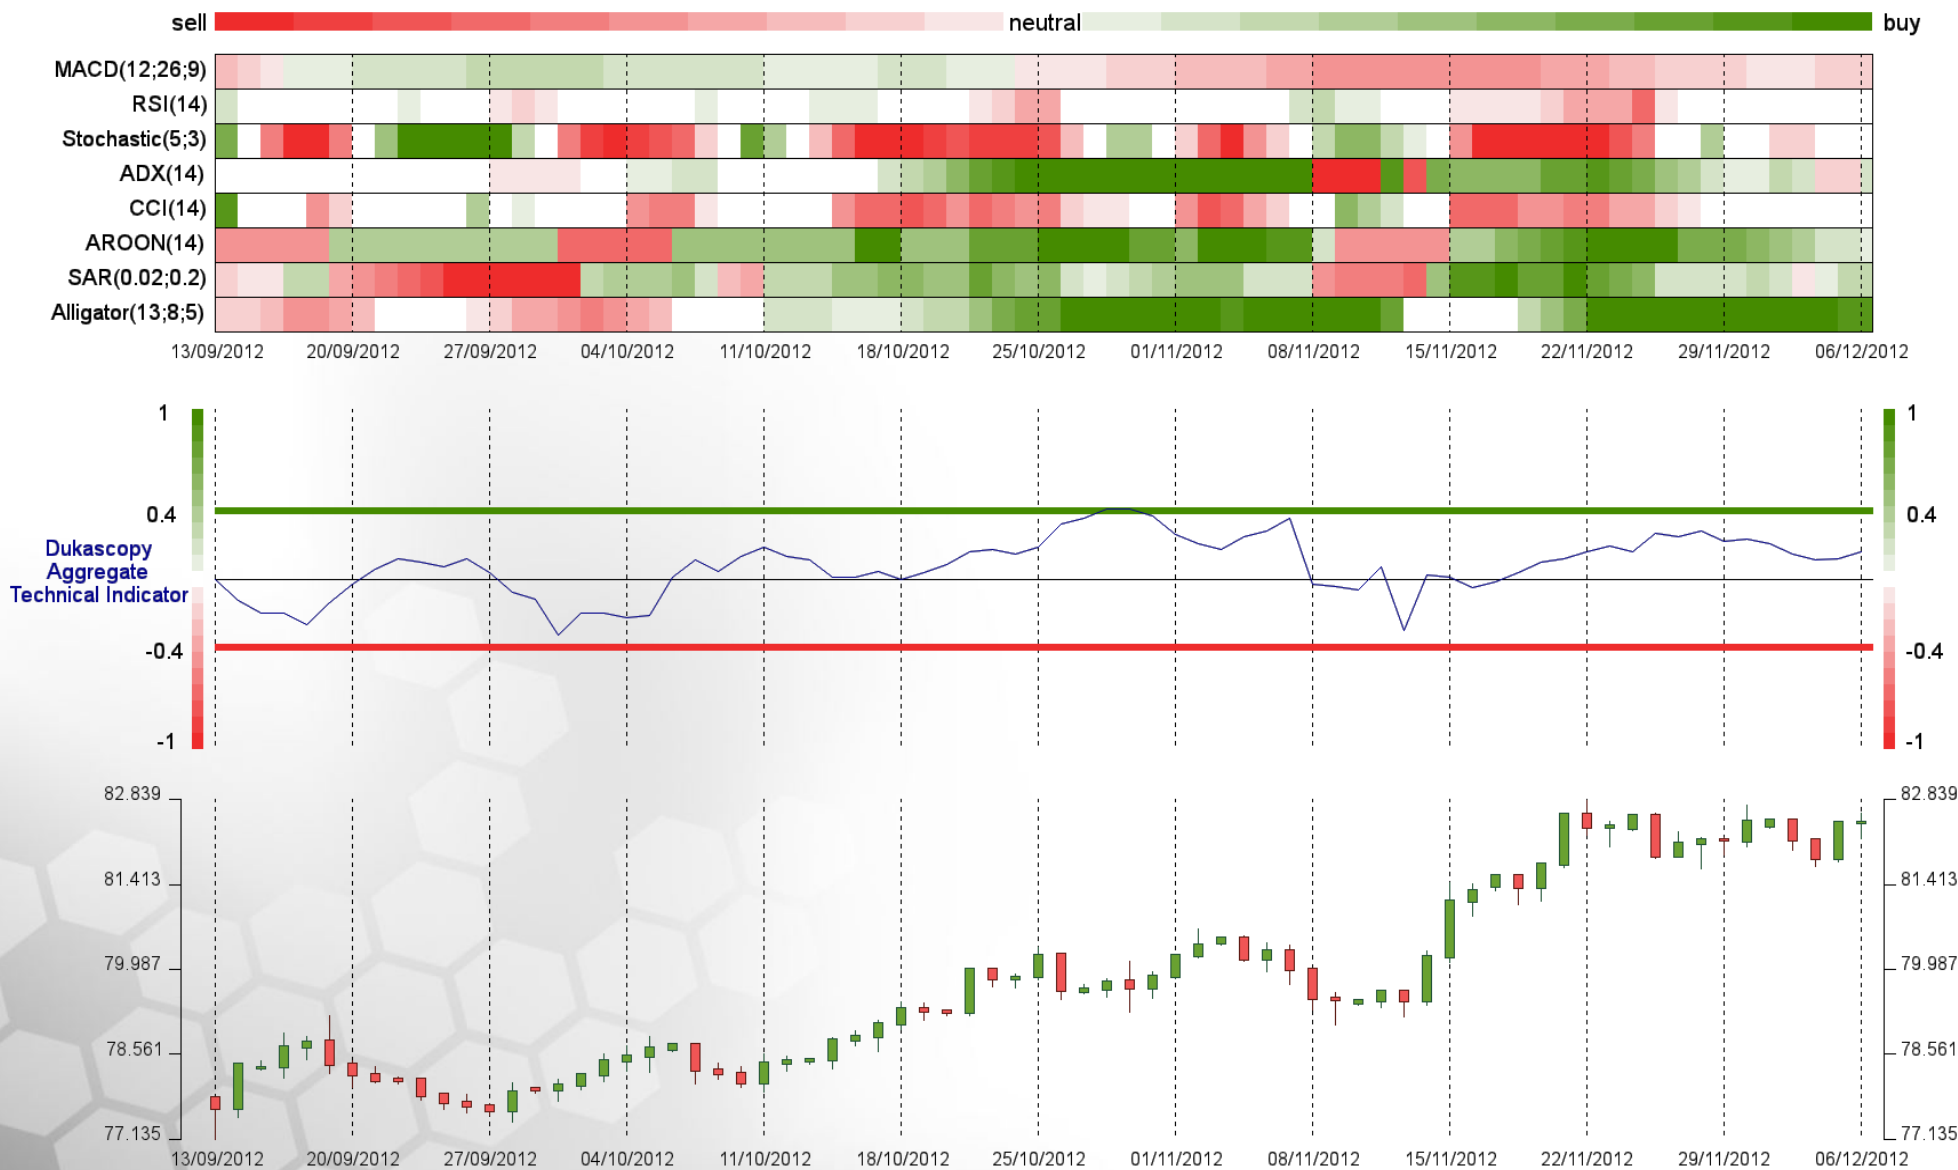 sell neutral buy
MACD(12;26;9)
RSI(14)
Stochastic(5;3)
ADX(14)
CCI(14)
AROON(14)
SAR(0.02;0.2)
Alligator(13;8;5)
13/09/2012 20/09/2012 27/09/2012 04/10/2012 11/10/2012 18/10/2012 25/10/2012 01/11/2012 08/11/2012 15/11/2012 22/11/2012 29/11/2012 06/12/2012
1 1
0.4 0.4
Dukascopy
Aggregate
Technical Indicator
-0.4 -0.4
-1 -1
82.839 82.839
81.413 81.413
79.987 79.987
78.561 78.561
77.135 77.135
13/09/2012 20/09/2012 27/09/2012 04/10/2012 11/10/2012 18/10/2012 25/10/2012 01/11/2012 08/11/2012 15/11/2012 22/11/2012 29/11/2012 06/12/2012